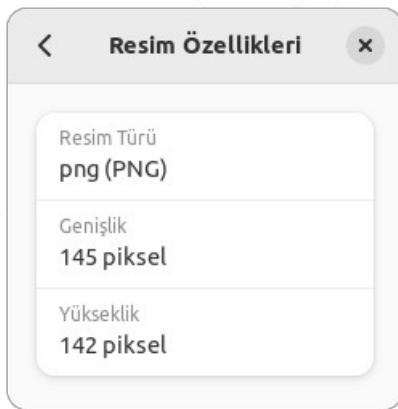 Resim Özellikleri
Resim Türü
png (PNG)
Genişlik
145 piksel
Yükseklik
142 piksel